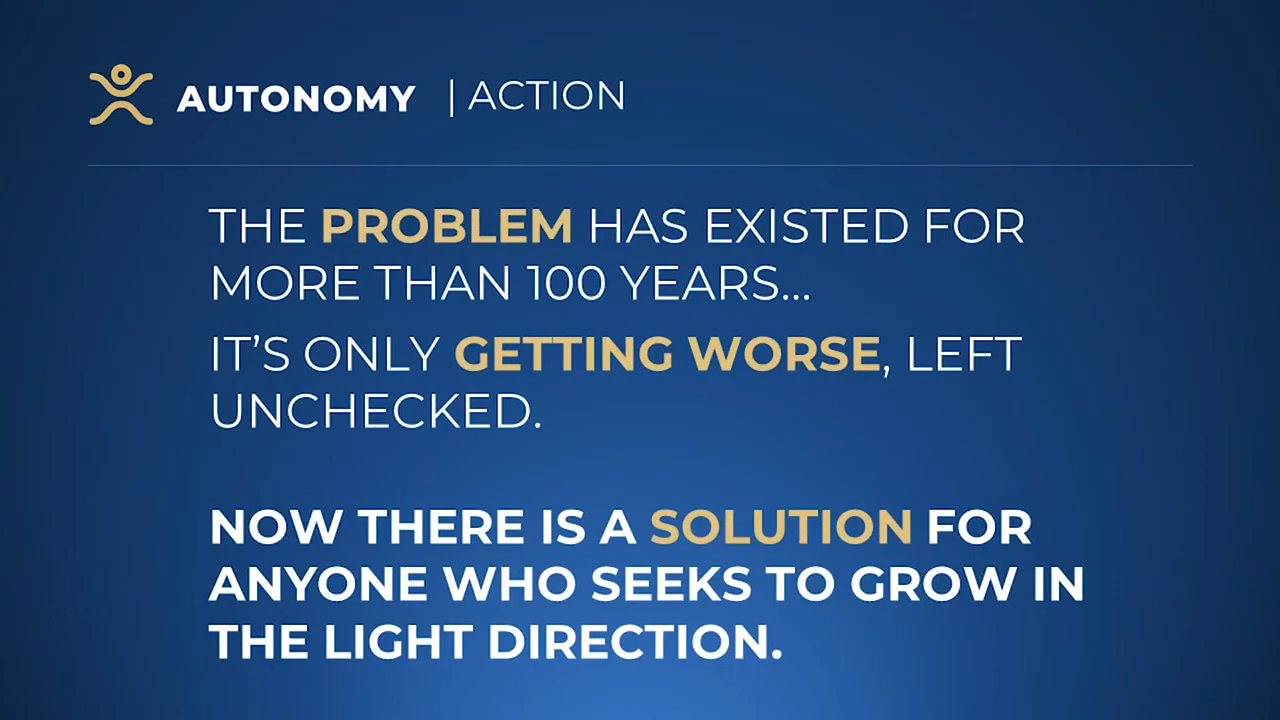 AUTONOMY | ACTION
THE PROBLEM HAS EXISTED FOR
MORE THAN 100 YEARS...
IT'S ONLY GETTING WORSE, LEFT
UNCHECKED.
NOW THERE IS A SOLUTION FOR
ANYONE WHO SEEKS TO GROW IN
THE LIGHT DIRECTION.